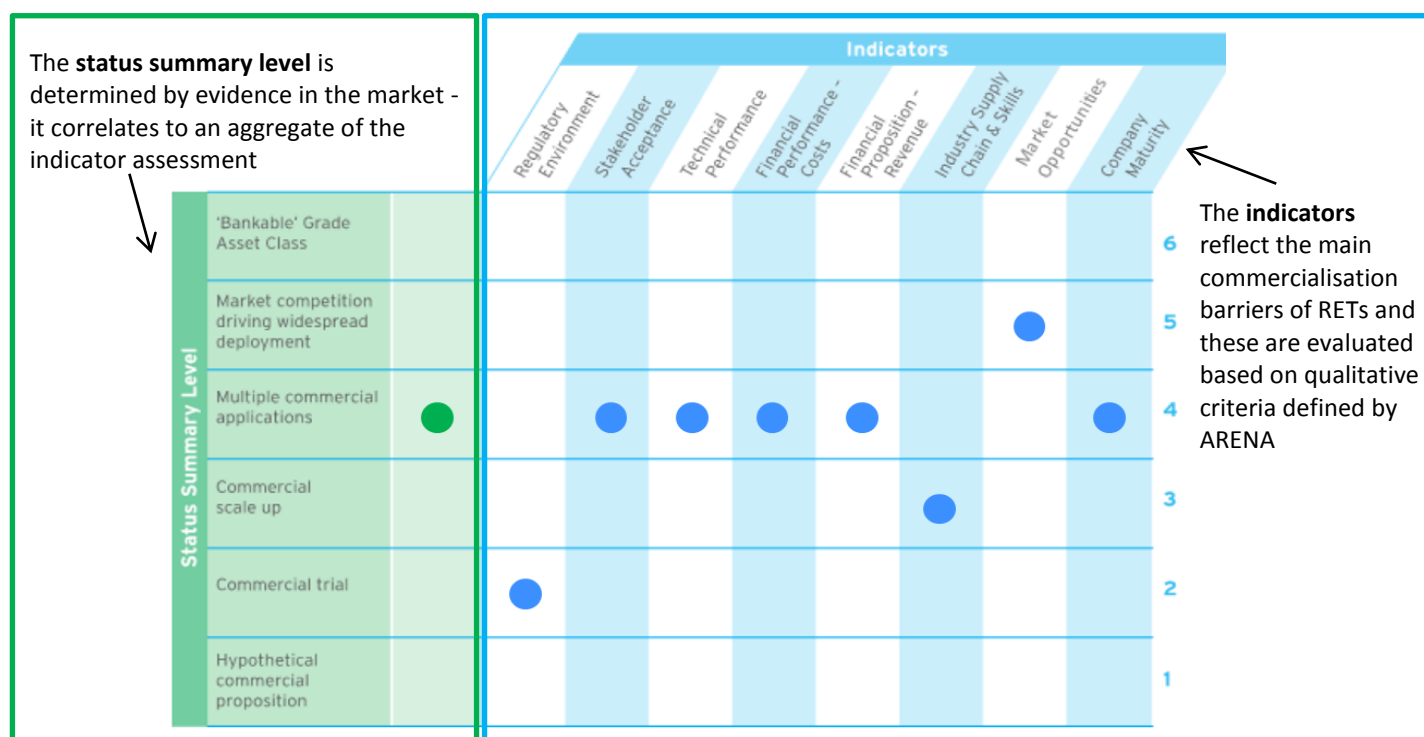 The status summary level is
determined by evidence in the market -
it correlates to an aggregate of the
indicator assessment
Indicators
Regulatory
Environment
Stakeholder
Acceptance
Technical
Performance
Financial
Performance -
Costs
Financial
Proposition -
Revenue
Industry Supply
Chain & Skills
Market
Opportunities
Company
Maturity
Status Summary Level
'Bankable' Grade
Asset Class
6
Market competition
driving widespread
deployment
5
Multiple commercial
applications
4
Commercial
scale up
3
Commercial trial
2
Hypothetical
commercial
proposition
1
The indicators
reflect the main
commercialisation
barriers of RETs and
these are evaluated
based on qualitative
criteria defined by
ARENA